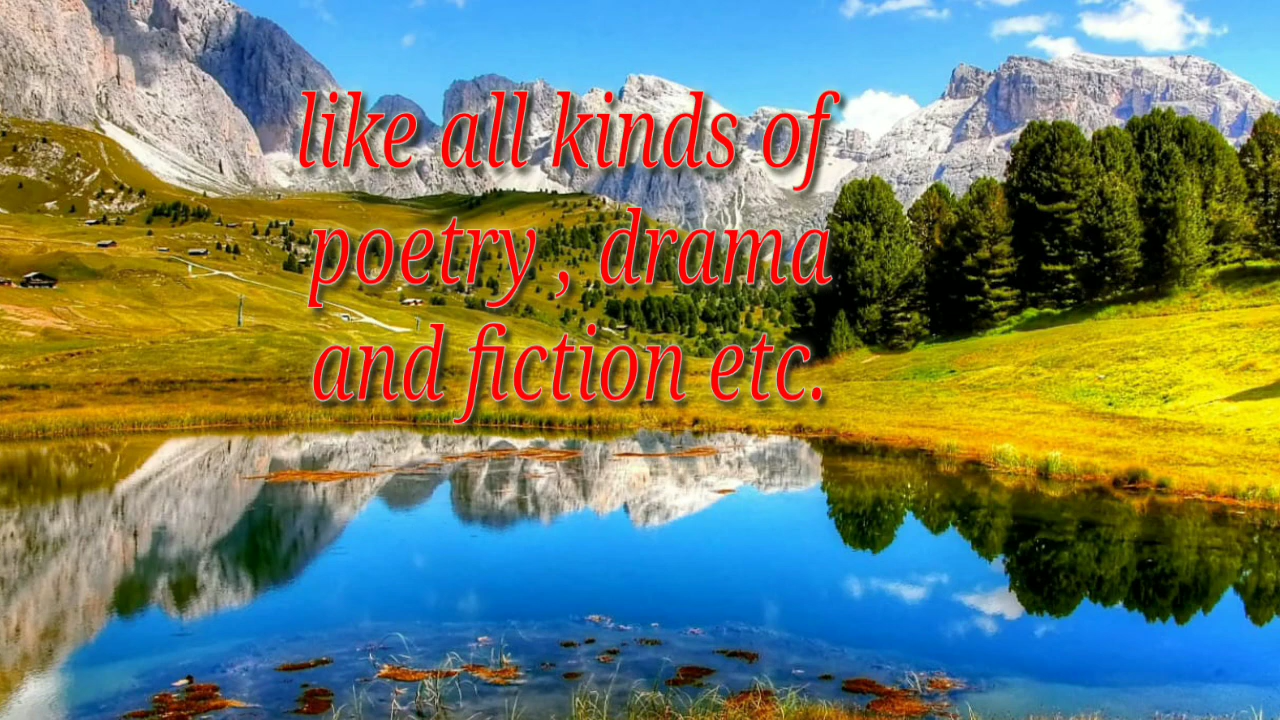 like all kinds of
poetry , drama
and fiction etc.